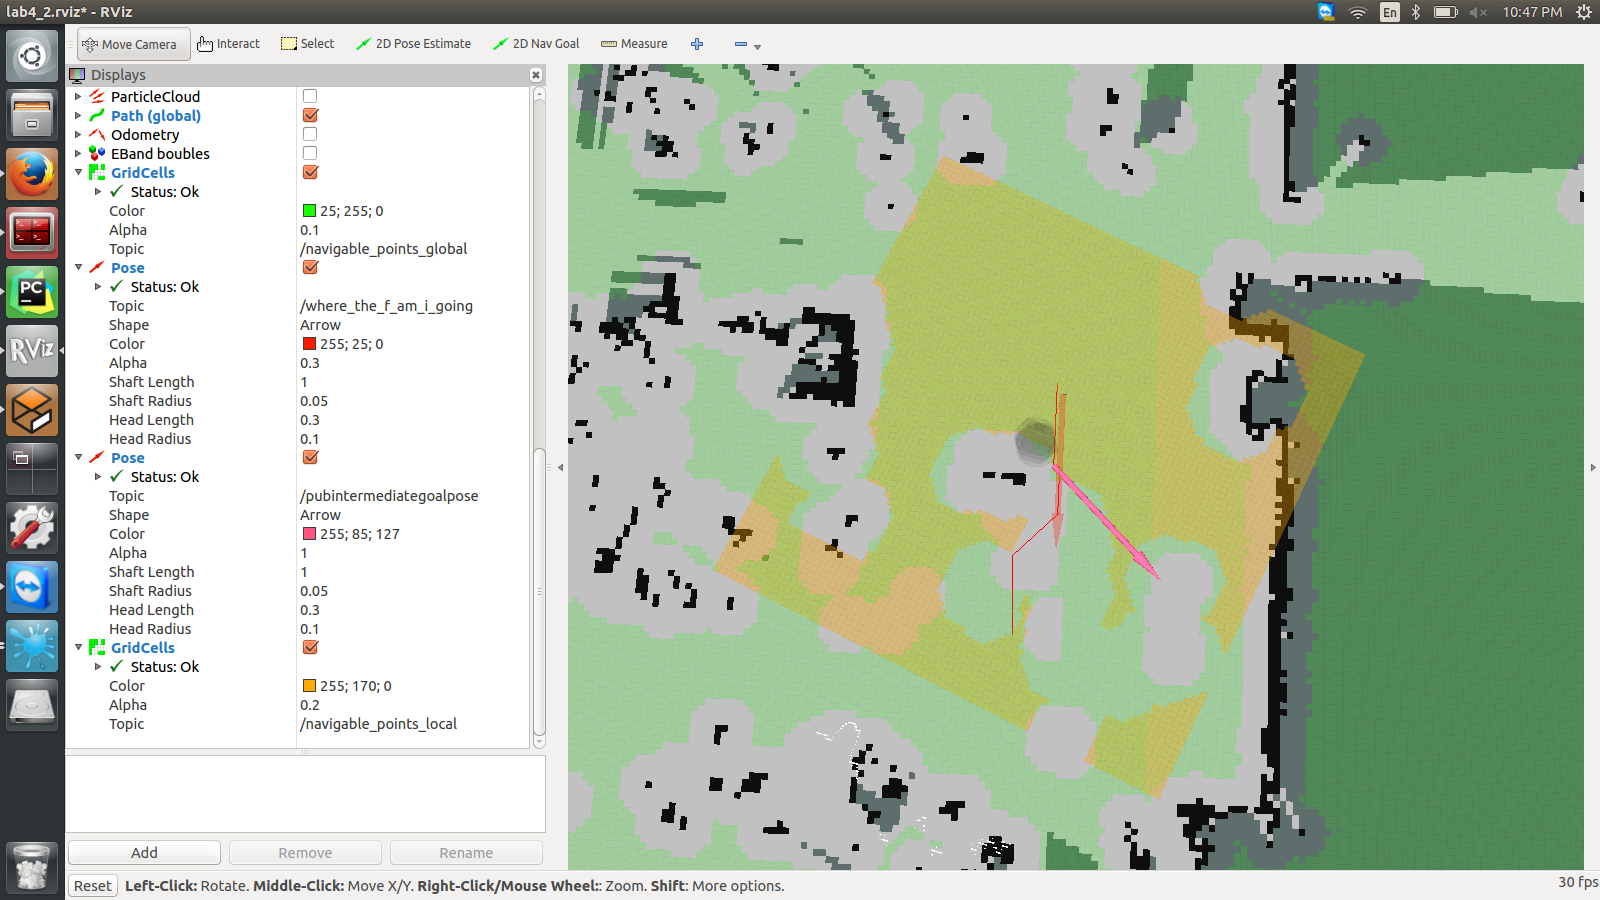 lab4_2.rviz* - RViz
En
10:47 PM
Move Camera
Interact
Select
2D Pose Estimate
2D Nav Goal
Measure
Displays
ParticleCloud
Path (global)
Odometry
EBand boubles
GridCells
Status: Ok
Color 25; 255; 0
Alpha 0.1
Topic /navigable_points_global
Pose
Status: Ok
Topic /where_the_f_am_i_going
Shape Arrow
Color 255; 25; 0
Alpha 0.3
Shaft Length 1
Shaft Radius 0.05
Head Length 0.3
Head Radius 0.1
Pose
Status: Ok
Topic /pubintermediategoalpose
Shape Arrow
Color 255; 85; 127
Alpha 1
Shaft Length 1
Shaft Radius 0.05
Head Length 0.3
Head Radius 0.1
GridCells
Status: Ok
Color 255; 170; 0
Alpha 0.2
Topic /navigable_points_local
PC
RViz
Add
Remove
Rename
Reset
Left-Click: Rotate. Middle-Click: Move X/Y. Right-Click/Mouse Wheel:: Zoom. Shift: More options.
30 fps